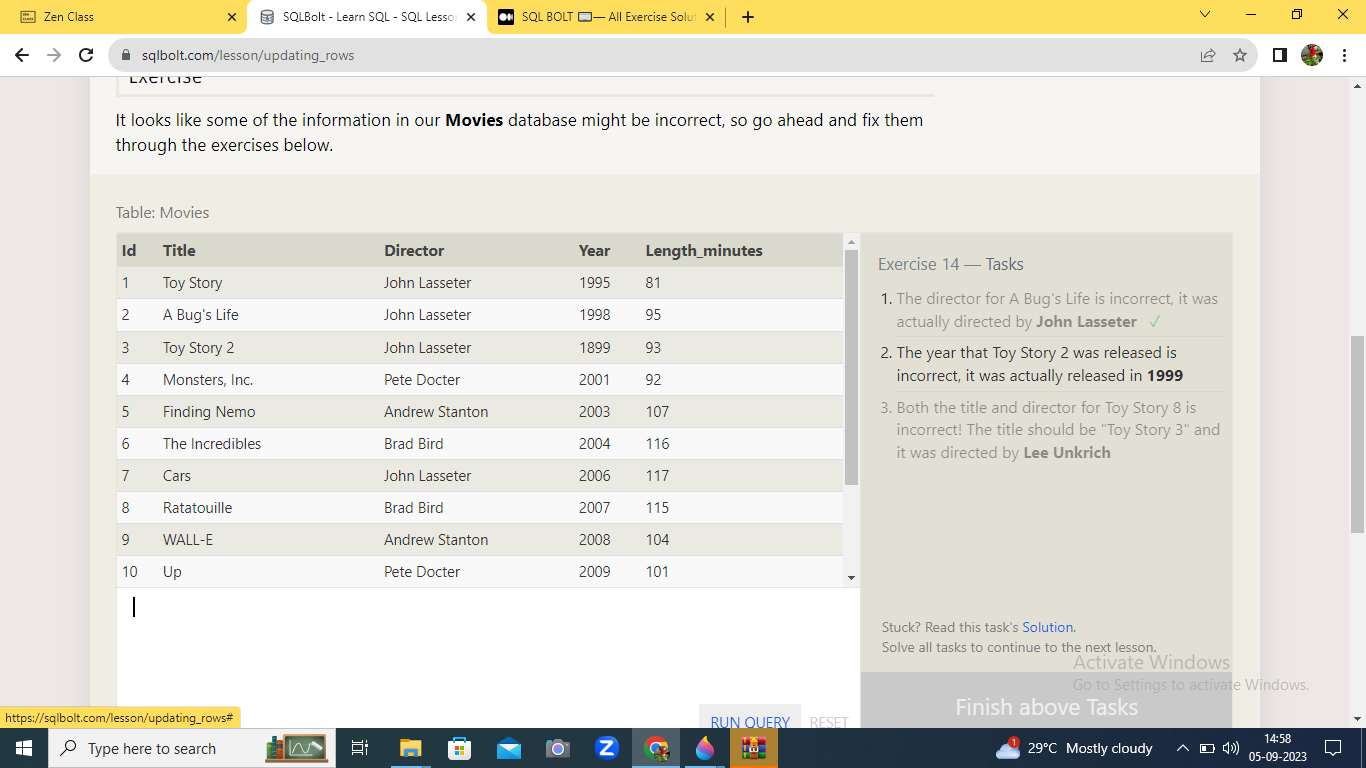 Zen Class
SQLBolt - Learn SQL - SQL Lesson
SQL BOLT — All Exercise Solut
sqlbolt.com/lesson/updating_rows
Exercise
It looks like some of the information in our Movies database might be incorrect, so go ahead and fix them
through the exercises below.
Table: Movies
Id Title Director Year Length_minutes
1 Toy Story John Lasseter 1995 81
2 A Bug's Life John Lasseter 1998 95
3 Toy Story 2 John Lasseter 1899 93
4 Monsters, Inc. Pete Docter 2001 92
5 Finding Nemo Andrew Stanton 2003 107
6 The Incredibles Brad Bird 2004 116
7 Cars John Lasseter 2006 117
8 Ratatouille Brad Bird 2007 115
9 WALL-E Andrew Stanton 2008 104
10 Up Pete Docter 2009 101
Exercise 14 — Tasks
1. The director for A Bug's Life is incorrect, it was
actually directed by John Lasseter ✓
2. The year that Toy Story 2 was released is
incorrect, it was actually released in 1999
3. Both the title and director for Toy Story 8 is
incorrect! The title should be "Toy Story 3" and
it was directed by Lee Unkrich
Stuck? Read this task's Solution.
Solve all tasks to continue to the next lesson.
Activate Windows
Go to Settings to activate Windows.
Finish above Tasks
RUN QUERY RESET
https://sqlbolt.com/lesson/updating_rows#
Type here to search
Z
1
29°C Mostly cloudy
14:58
05-09-2023